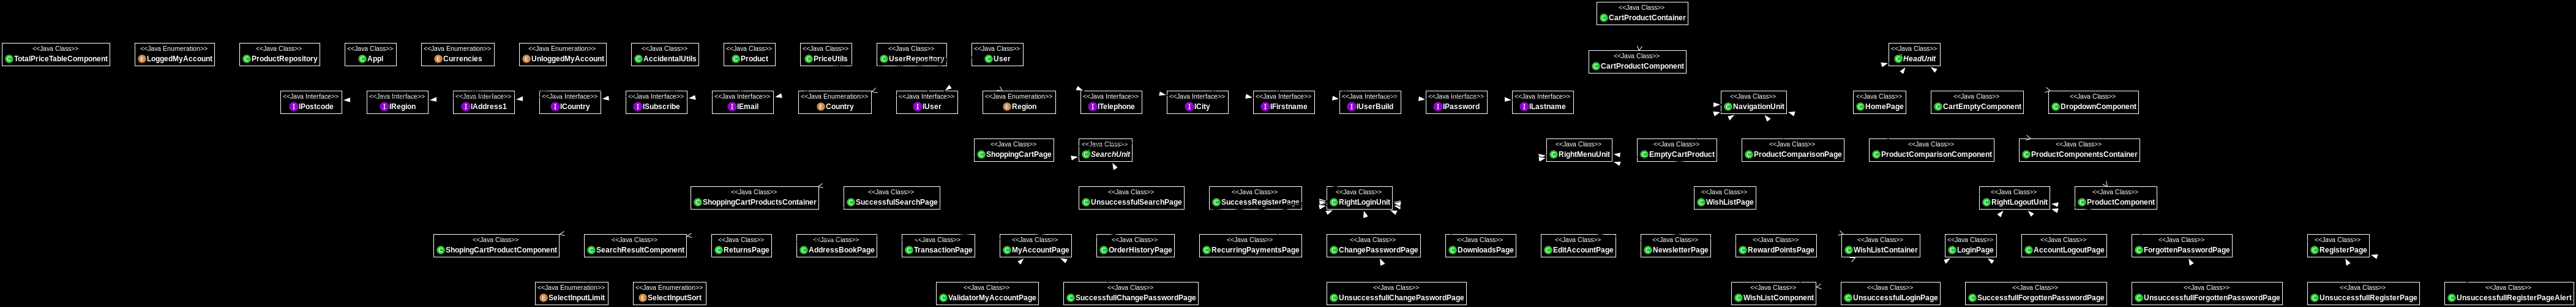 <<Java Class>>
CartProductContainer
<<Java Class>>
TotalPriceTableComponent
<<Java Enumeration>>
LoggedMyAccount
<<Java Class>>
ProductRepository
<<Java Class>>
Appl
<<Java Enumeration>>
Currencies
<<Java Enumeration>>
UnloggedMyAccount
<<Java Class>>
AccidentalUtils
<<Java Class>>
Product
<<Java Class>>
PriceUtils
<<Java Class>>
UserRepository
<<Java Class>>
User
<<Java Class>>
CartProductComponent
<<Java Class>>
HeadUnit
<<Java Interface>>
IPostcode
<<Java Interface>>
IRegion
<<Java Interface>>
IAddress1
<<Java Interface>>
ICountry
<<Java Interface>>
ISubscribe
<<Java Interface>>
IEmail
<<Java Enumeration>>
Country
<<Java Interface>>
IUser
<<Java Enumeration>>
Region
<<Java Interface>>
ITelephone
<<Java Interface>>
ICity
<<Java Interface>>
IFirstname
<<Java Interface>>
IUserBuild
<<Java Interface>>
IPassword
<<Java Interface>>
ILastname
<<Java Class>>
NavigationUnit
<<Java Class>>
HomePage
<<Java Class>>
CartEmptyComponent
<<Java Class>>
DropdownComponent
<<Java Class>>
ShoppingCartPage
<<Java Class>>
SearchUnit
<<Java Class>>
RightMenuUnit
<<Java Class>>
EmptyCartProduct
<<Java Class>>
ProductComparisonPage
<<Java Class>>
ProductComparisonComponent
<<Java Class>>
ProductComponentsContainer
<<Java Class>>
ShoppingCartProductsContainer
<<Java Class>>
SuccessfulSearchPage
<<Java Class>>
UnsuccessfulSearchPage
<<Java Class>>
SuccessRegisterPage
<<Java Class>>
RightLoginUnit
<<Java Class>>
WishListPage
<<Java Class>>
RightLogoutUnit
<<Java Class>>
ProductComponent
<<Java Class>>
ShopingCartProductComponent
<<Java Class>>
SearchResultComponent
<<Java Class>>
ReturnsPage
<<Java Class>>
AddressBookPage
<<Java Class>>
TransactionPage
<<Java Class>>
MyAccountPage
<<Java Class>>
OrderHistoryPage
<<Java Class>>
RecurringPaymentsPage
<<Java Class>>
ChangePasswordPage
<<Java Class>>
DownloadsPage
<<Java Class>>
EditAccountPage
<<Java Class>>
NewsletterPage
<<Java Class>>
RewardPointsPage
<<Java Class>>
WishListContainer
<<Java Class>>
LoginPage
<<Java Class>>
AccountLogoutPage
<<Java Class>>
ForgottenPasswordPage
<<Java Class>>
RegisterPage
<<Java Enumeration>>
SelectInputLimit
<<Java Enumeration>>
SelectInputSort
<<Java Class>>
ValidatorMyAccountPage
<<Java Class>>
SuccessfullChangePasswordPage
<<Java Class>>
UnsuccessfullChangePaswordPage
<<Java Class>>
WishListComponent
<<Java Class>>
UnsuccessfulLoginPage
<<Java Class>>
SuccessfullForgottenPasswordPage
<<Java Class>>
UnsuccessfullForgottenPasswordPage
<<Java Class>>
UnsuccessfullRegisterPage
<<Java Class>>
UnsuccessfullRegisterPageAlert